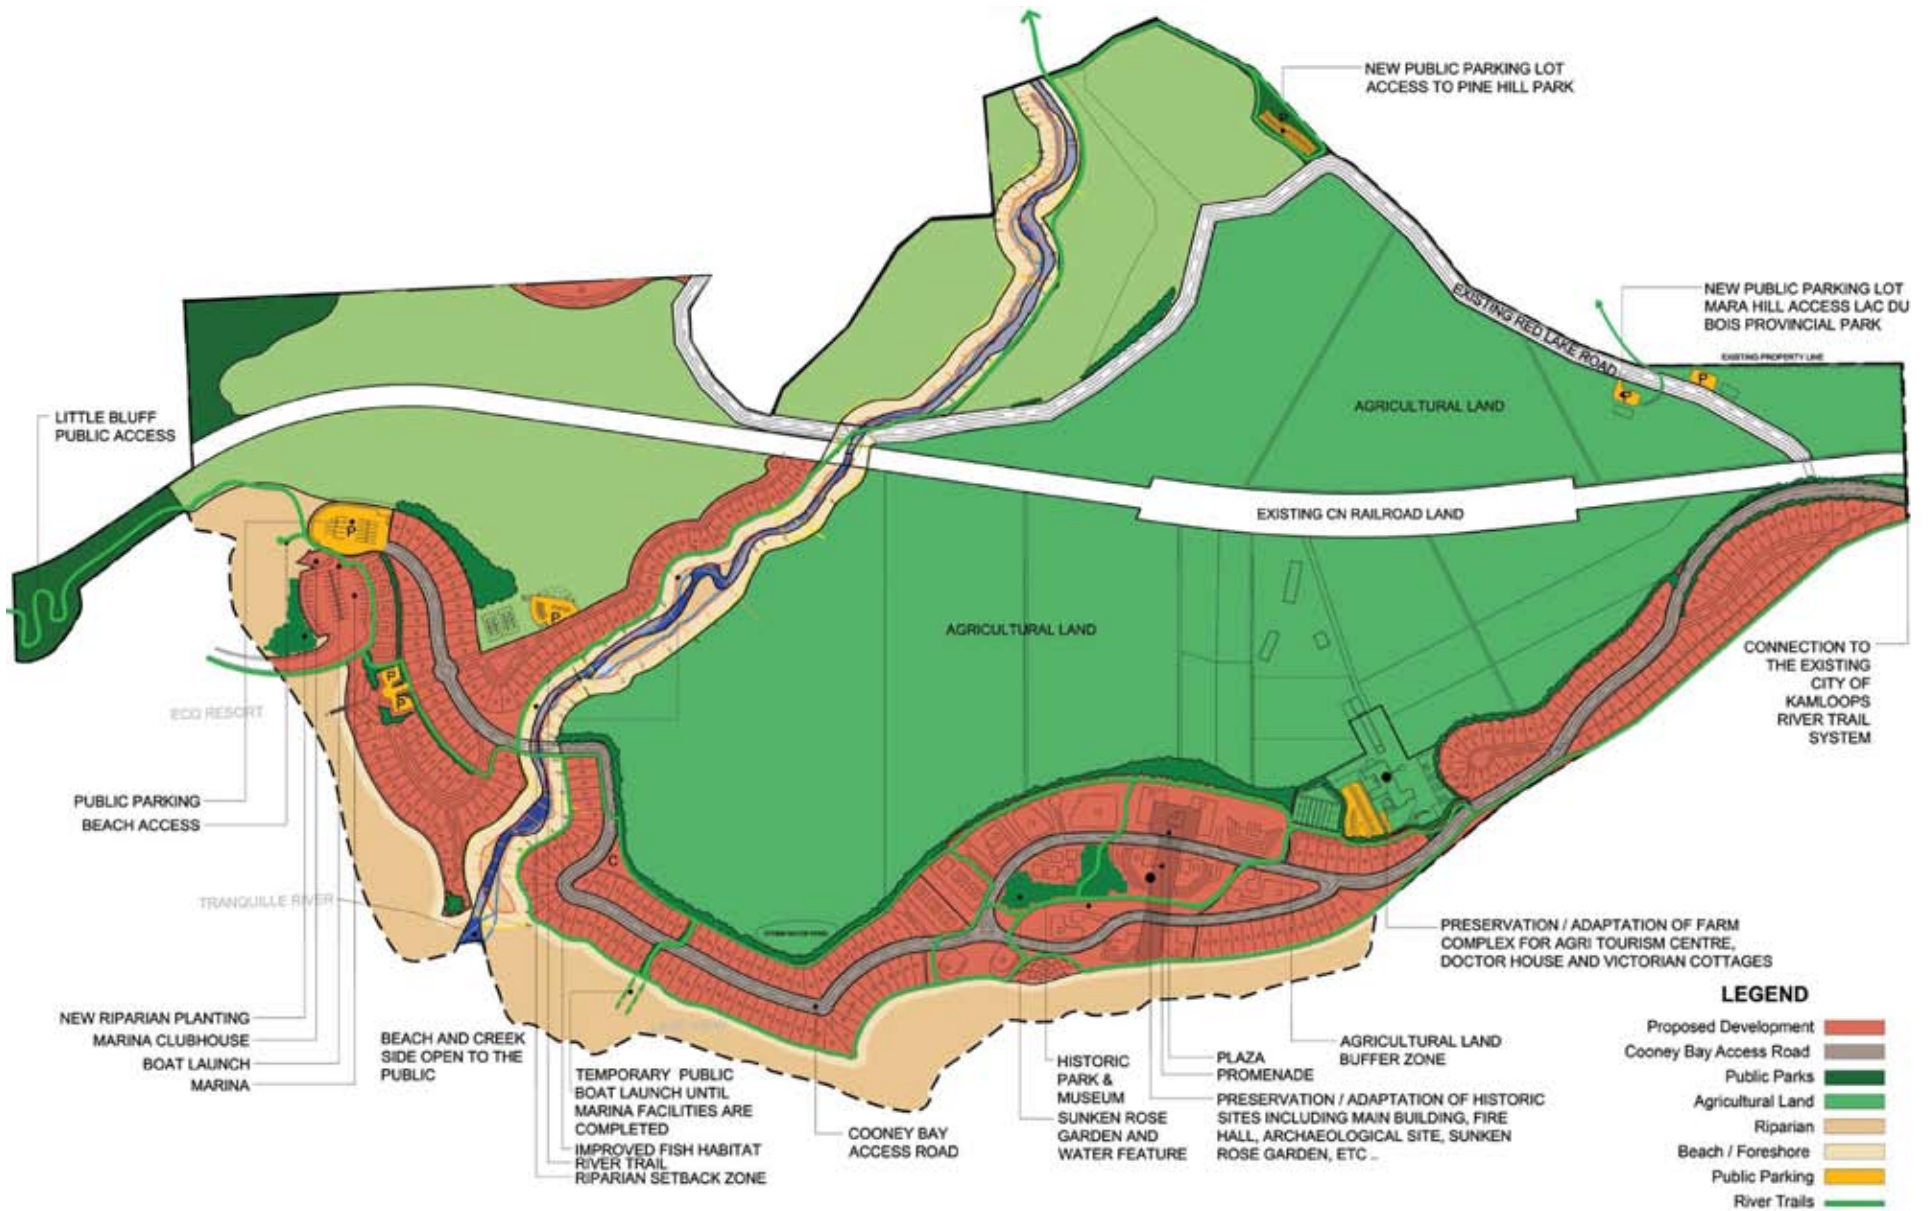 NEW PUBLIC PARKING LOT
ACCESS TO PINE HILL PARK
P
NEW PUBLIC PARKING LOT
MARA HILL ACCESS LAC DU
BOIS PROVINCIAL PARK
EXISTING RED LAKE ROAD
EXISTING PROPERTY LINE
P
P
AGRICULTURAL LAND
LITTLE BLUFF
PUBLIC ACCESS
EXISTING CN RAILROAD LAND
P
P
AGRICULTURAL LAND
CONNECTION TO
THE EXISTING
CITY OF
KAMLOOPS
RIVER TRAIL
SYSTEM
P
P
ECO RESORT
PUBLIC PARKING
BEACH ACCESS
C
TRANQUILLE RIVER
PRESERVATION / ADAPTATION OF FARM
COMPLEX FOR AGRI TOURISM CENTRE,
DOCTOR HOUSE AND VICTORIAN COTTAGES
NEW RIPARIAN PLANTING
MARINA CLUBHOUSE
BOAT LAUNCH
MARINA
BEACH AND CREEK
SIDE OPEN TO THE
PUBLIC
TEMPORARY PUBLIC
BOAT LAUNCH UNTIL
MARINA FACILITIES ARE
COMPLETED
IMPROVED FISH HABITAT
RIVER TRAIL
RIPARIAN SETBACK ZONE
COONEY BAY
ACCESS ROAD
HISTORIC
PARK &
MUSEUM
SUNKEN ROSE
GARDEN AND
WATER FEATURE
PLAZA
PROMENADE
PRESERVATION / ADAPTATION OF HISTORIC
SITES INCLUDING MAIN BUILDING, FIRE
HALL, ARCHAEOLOGICAL SITE, SUNKEN
ROSE GARDEN, ETC ..
AGRICULTURAL LAND
BUFFER ZONE
LEGEND
Proposed Development
Cooney Bay Access Road
Public Parks
Agricultural Land
Riparian
Beach / Foreshore
Public Parking
River Trails